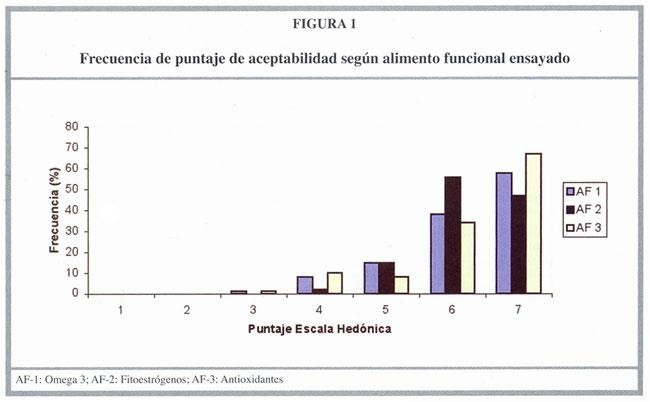 FIGURA 1
Frecuencia de puntaje de aceptabilidad según alimento funcional ensayado
80
70
60
50
40
30
20
10
0
Frecuencia (%)
1 2 3 4 5 6 7
Puntaje Escala Hedónica
AF 1
AF 2
AF 3
AF-1: Omega 3; AF-2: Fitoestrógenos; AF-3: Antioxidantes